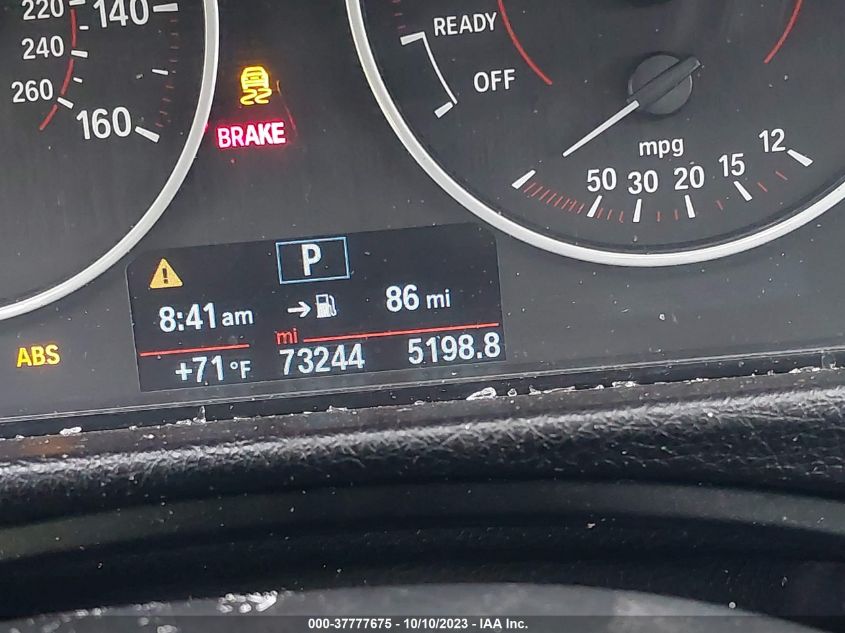 220
140
240
260
160
BRAKE
READY
OFF
mpg
50 30 20 15 12
P
8:41 am
86 mi
mi
+71 °F
73244
5198.8
ABS
000-37777675 - 10/10/2023 - IAA Inc.